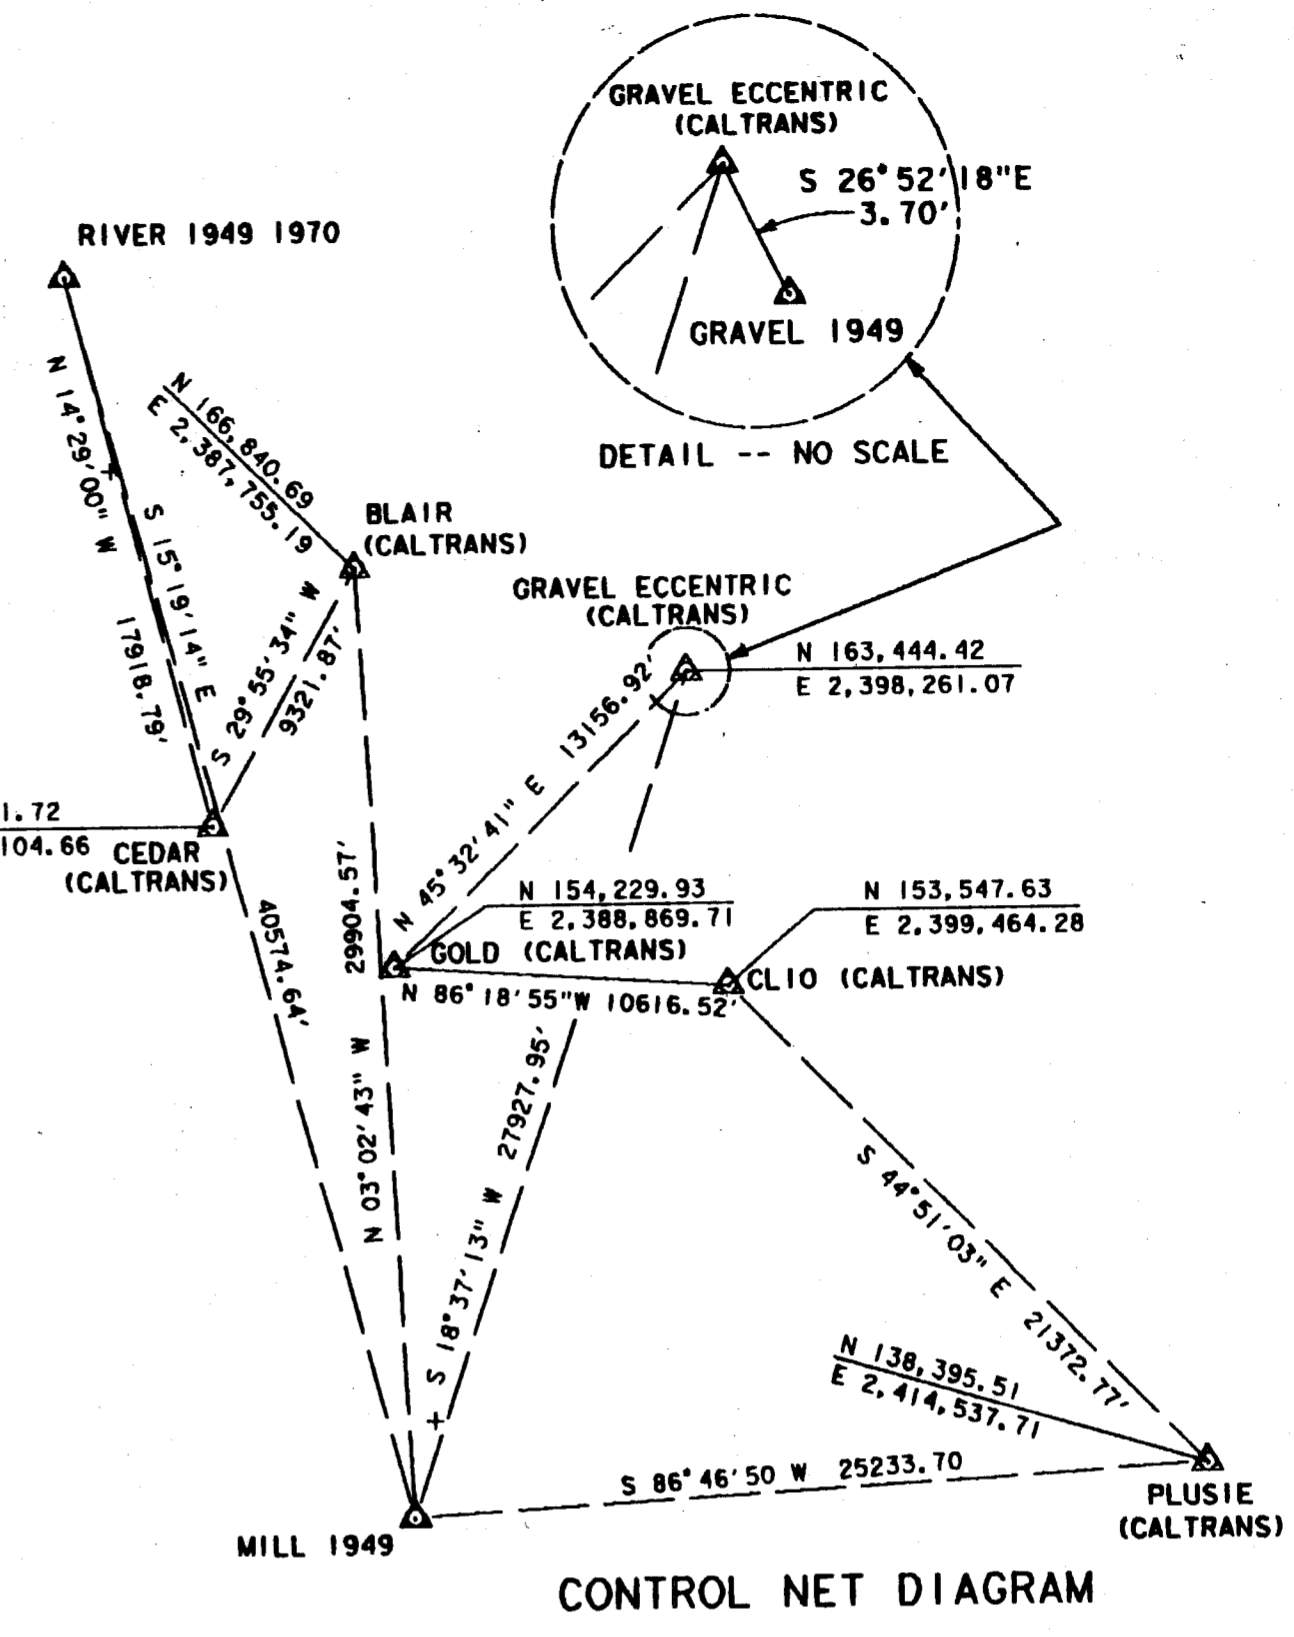 GRAVEL ECCENTRIC
(CALTRANS)
S 26°52'18"E
3.70'
GRAVEL 1949
DETAIL -- NO SCALE
RIVER 1949 1970
N 14°29'00" W 17918.79'
S 15°19'14" E
N 166,840.69
E 2,387,755.19
BLAIR
(CALTRANS)
S 29°55'34" W
9321.87'
GRAVEL ECCENTRIC
(CALTRANS)
N 163,444.42
E 2,398,261.07
N 45°32'41" E 13156.92'
1.72
104.66
CEDAR
(CALTRANS)
40574.64'
N 03°02'43" W 29904.57'
N 154,229.93
E 2,388,869.71
GOLD (CALTRANS)
N 153,547.63
E 2,399,464.28
CLIO (CALTRANS)
N 86°18'55"W 10616.52'
S 18°37'13" W 27927.95'
S 44°51'03" E 21372.77'
N 138,395.51
E 2,414,537.71
S 86°46'50 W 25233.70
PLUSIE
(CALTRANS)
MILL 1949
CONTROL NET DIAGRAM